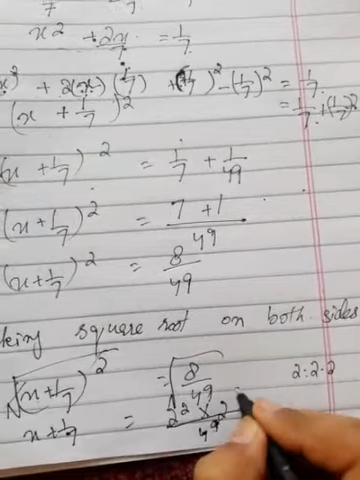 x² + 2x/7 = 1/7
x² + 2(x)(1/7) + (1/7)² - (1/7)² = 1/7
(x + 1/7)² = 1/7 + (1/7)²
(x + 1/7)² = 1/7 + 1/49
(x + 1/7)² = 7 + 1/49
(x + 1/7)² = 8/49
king square root on both sides
√(x + 1/7)² = √8/49 2·2·2
x + 1/7 = 2² × 2/49